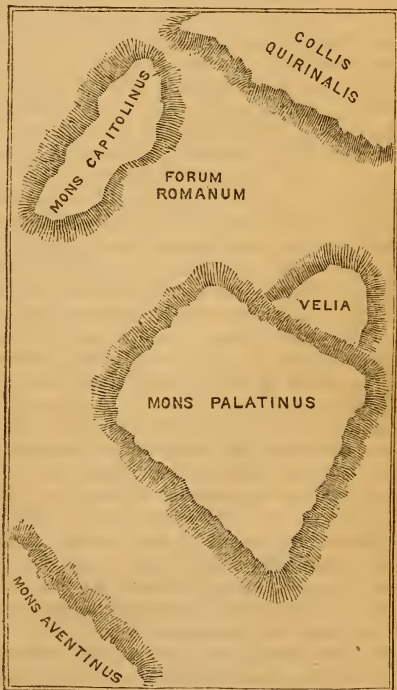 COLLIS
QUIRINALIS
MONS CAPITOLINUS
FORUM
ROMANUM
VELIA
MONS PALATINUS
MONS AVENTINUS